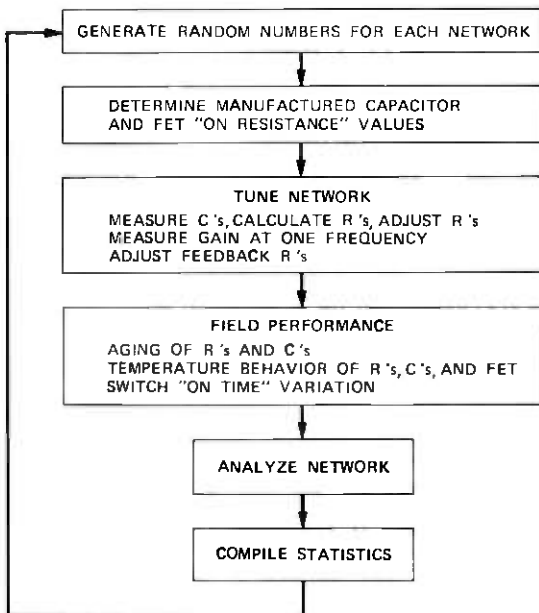 GENERATE RANDOM NUMBERS FOR EACH NETWORK
DETERMINE MANUFACTURED CAPACITOR
AND FET "ON RESISTANCE" VALUES
TUNE NETWORK
MEASURE C's, CALCULATE R's, ADJUST R's
MEASURE GAIN AT ONE FREQUENCY
ADJUST FEEDBACK R's
FIELD PERFORMANCE
AGING OF R's AND C's
TEMPERATURE BEHAVIOR OF R's, C's, AND FET
SWITCH "ON TIME" VARIATION
ANALYZE NETWORK
COMPILE STATISTICS